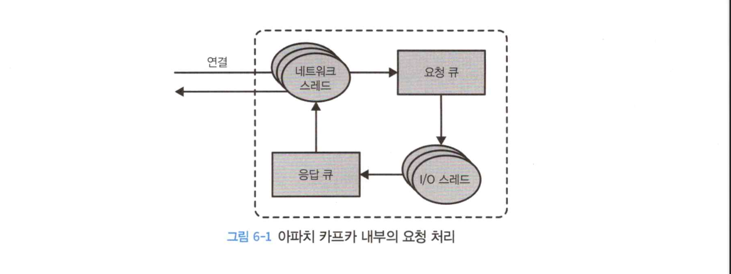 연결
네트워크
스레드
요청 큐
응답 큐
I/O 스레드
그림 6-1 아파치 카프카 내부의 요청 처리